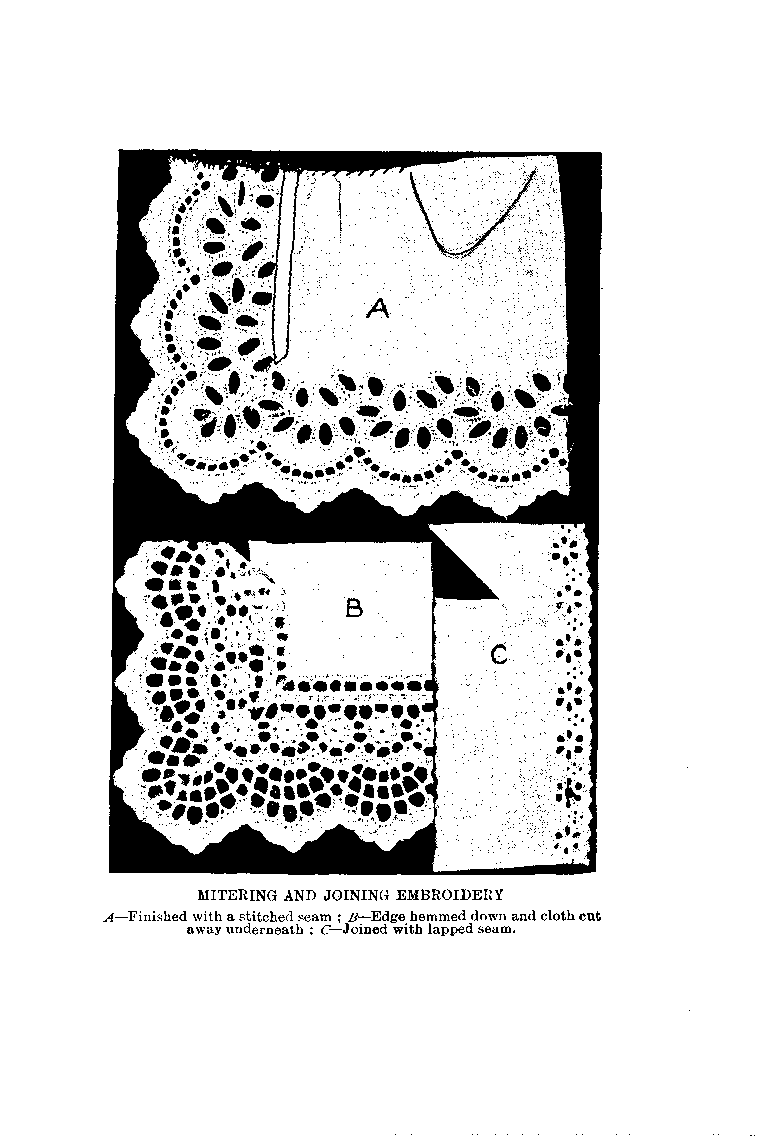 A
B
C
MITERING AND JOINING EMBROIDERY
A—Finished with a stitched seam ; B—Edge hemmed down and cloth cut
away underneath ; C—Joined with lapped seam.